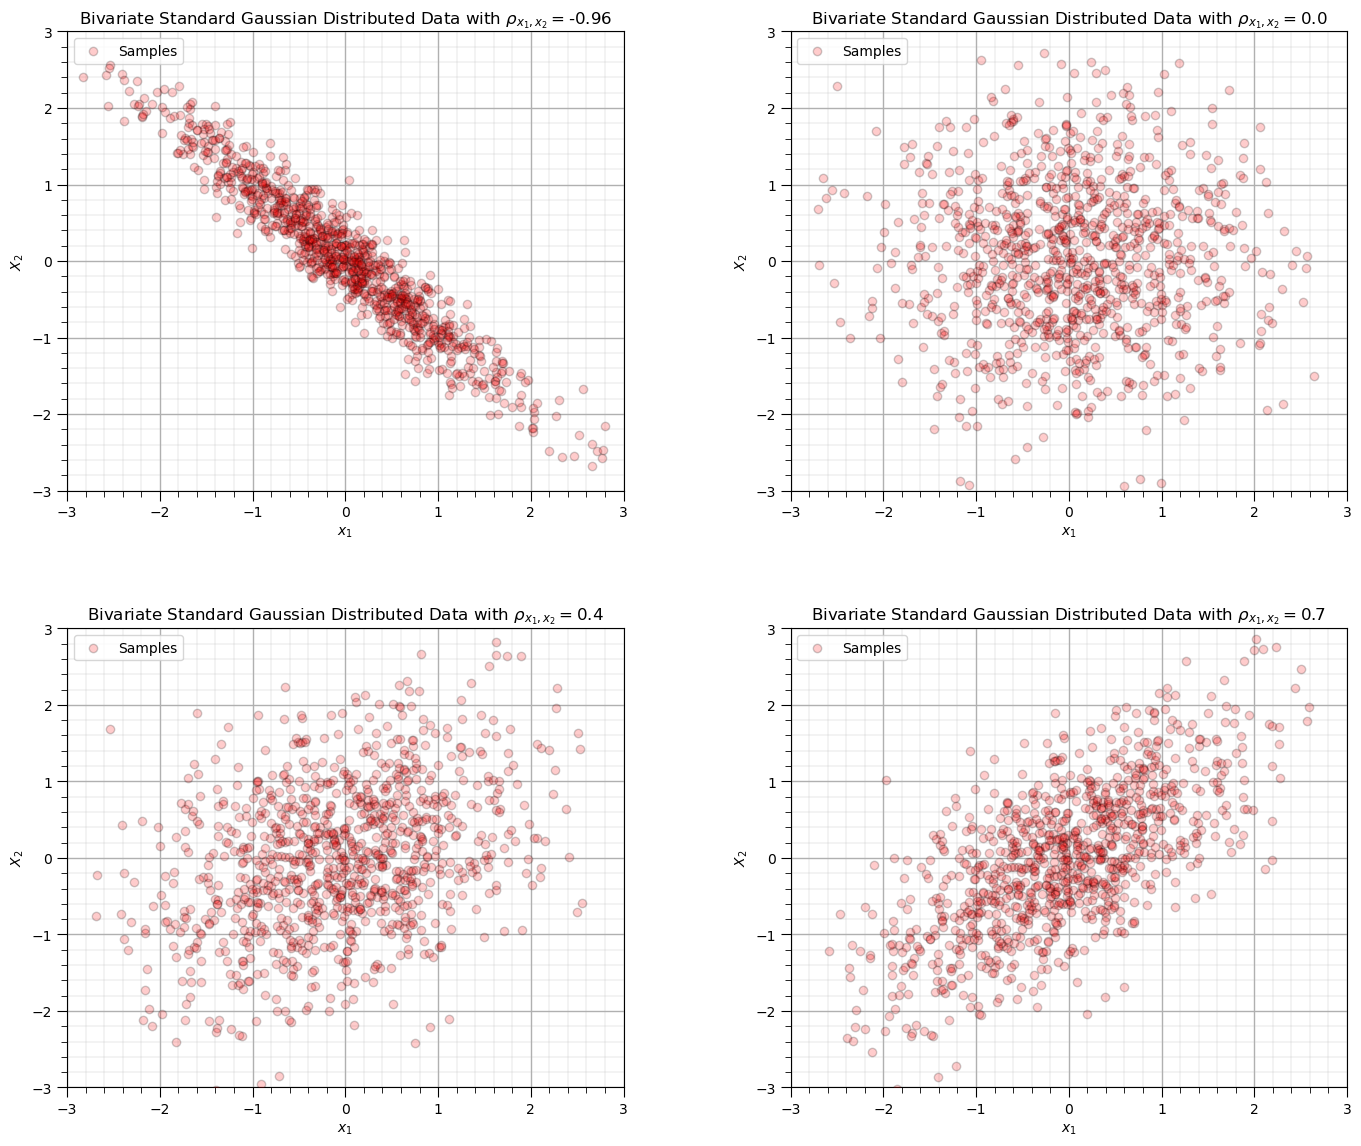 Bivariate Standard Gaussian Distributed Data with ρx1,x2 = -0.96
Samples
3
2
1
0
−1
−2
−3
x2
−3 −2 −1 0 1 2 3
x1
Bivariate Standard Gaussian Distributed Data with ρx1,x2 = 0.0
Samples
3
2
1
0
−1
−2
−3
x2
−3 −2 −1 0 1 2 3
x1
Bivariate Standard Gaussian Distributed Data with ρx1,x2 = 0.4
Samples
3
2
1
0
−1
−2
−3
x2
−3 −2 −1 0 1 2 3
x1
Bivariate Standard Gaussian Distributed Data with ρx1,x2 = 0.7
Samples
3
2
1
0
−1
−2
−3
x2
−3 −2 −1 0 1 2 3
x1